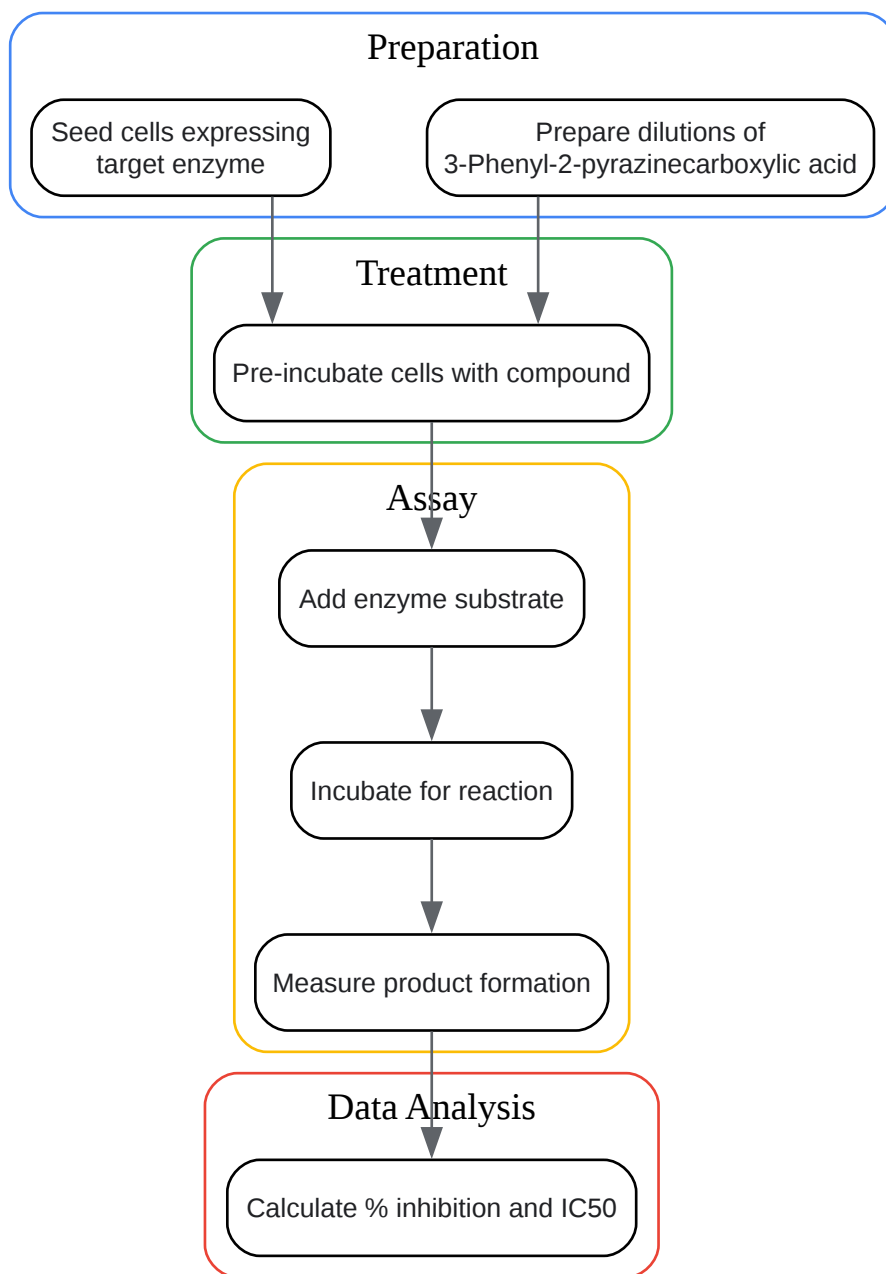 Preparation
Seed cells expressing
target enzyme
Prepare dilutions of
3-Phenyl-2-pyrazinecarboxylic acid
Treatment
Pre-incubate cells with compound
Assay
Add enzyme substrate
Incubate for reaction
Measure product formation
Data Analysis
Calculate % inhibition and IC50